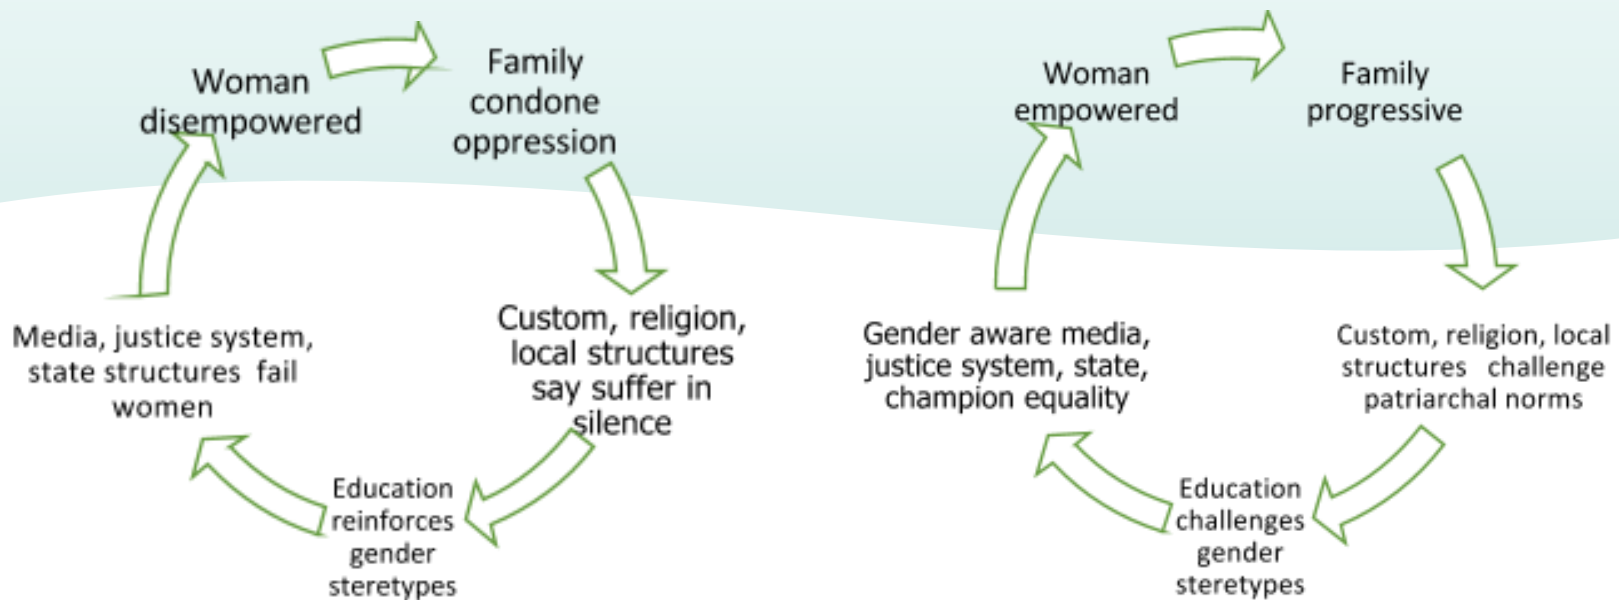 Woman
disempowered
Family
condone
oppression
Custom, religion,
local structures
say suffer in
silence
Education
reinforces
gender
steretypes
Media, justice system,
state structures fail
women
Woman
empowered
Family
progressive
Custom, religion, local
structures challenge
patriarchal norms
Education
challenges
gender
steretypes
Gender aware media,
justice system, state,
champion equality